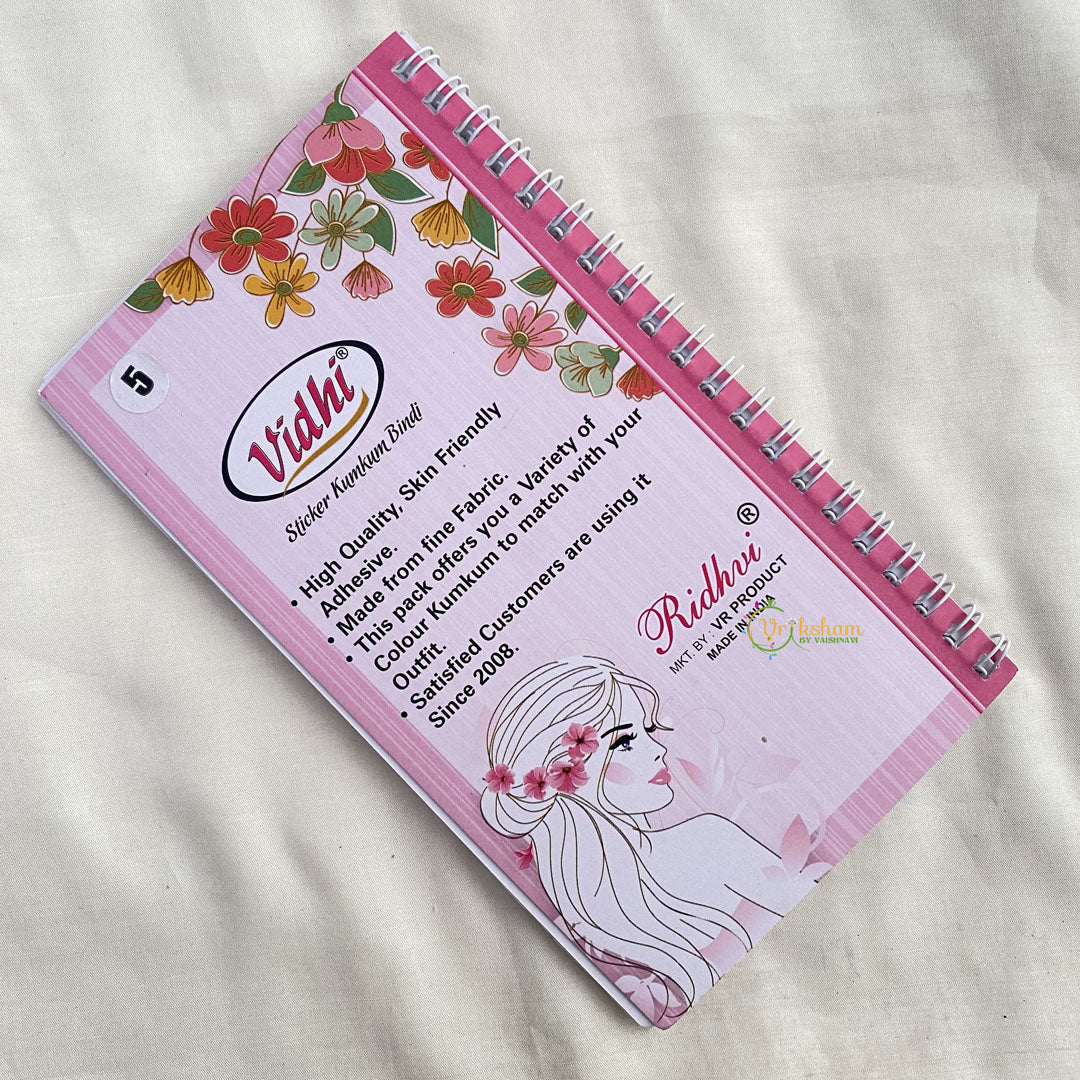 5
Vidhi®
Sticker Kumkum Bindi
• High Quality, Skin Friendly
Adhesive.
• Made from fine Fabric.
• This pack offers you a Variety of
Colour Kumkum to match with your
Outfit.
• Satisfied Customers are using it
Since 2008.
Ridhvi®
MKT. BY : VR PRODUCT
MADE IN INDIA
Vriksham
BY VAISHNAVI